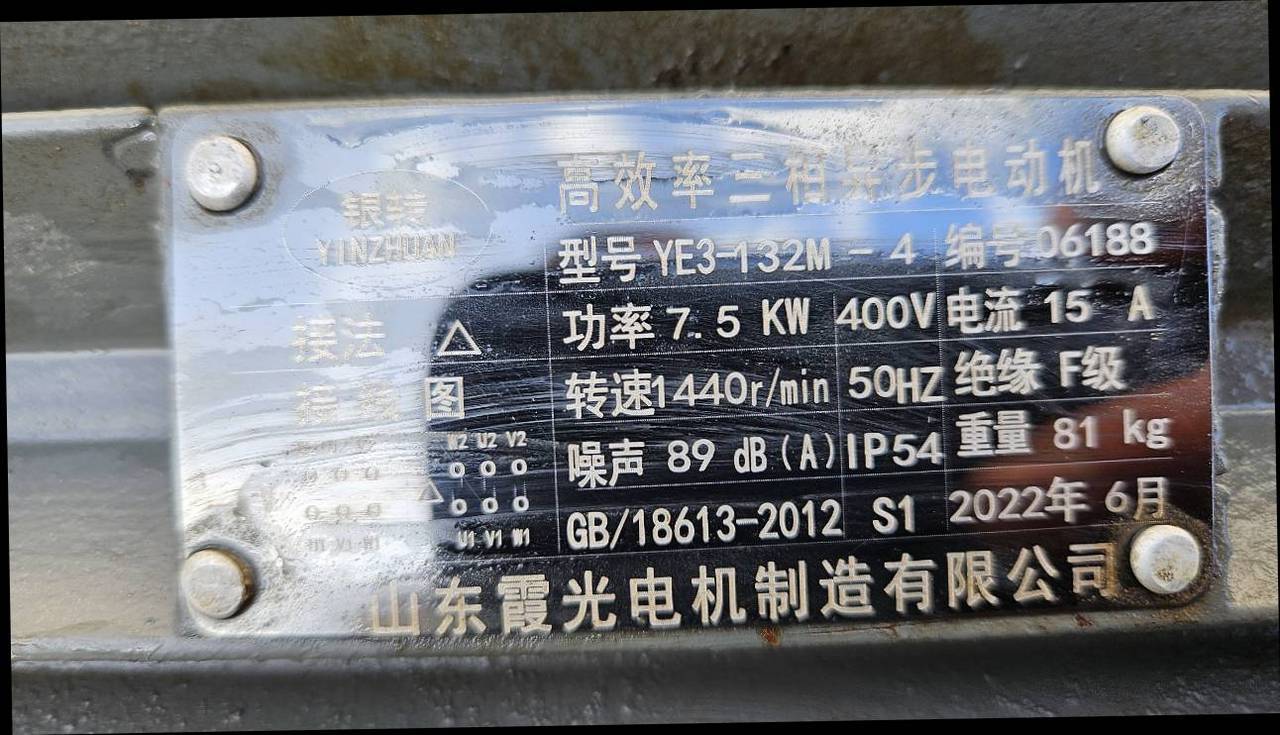 高效率三相异步电动机
银转
YINZHUAN
型号 YE3-132M-4 编号 06188
接法 △ 功率 7.5 KW 400V 电流 15 A
接线图 转速1440r/min 50HZ 绝缘 F级
W2 U2 V2
噪声 89 dB(A) IP54 重量 81 kg
△
U1 V1 W1
U1 V1 W1
GB/18613-2012 S1 2022年 6月
山东霞光电机制造有限公司